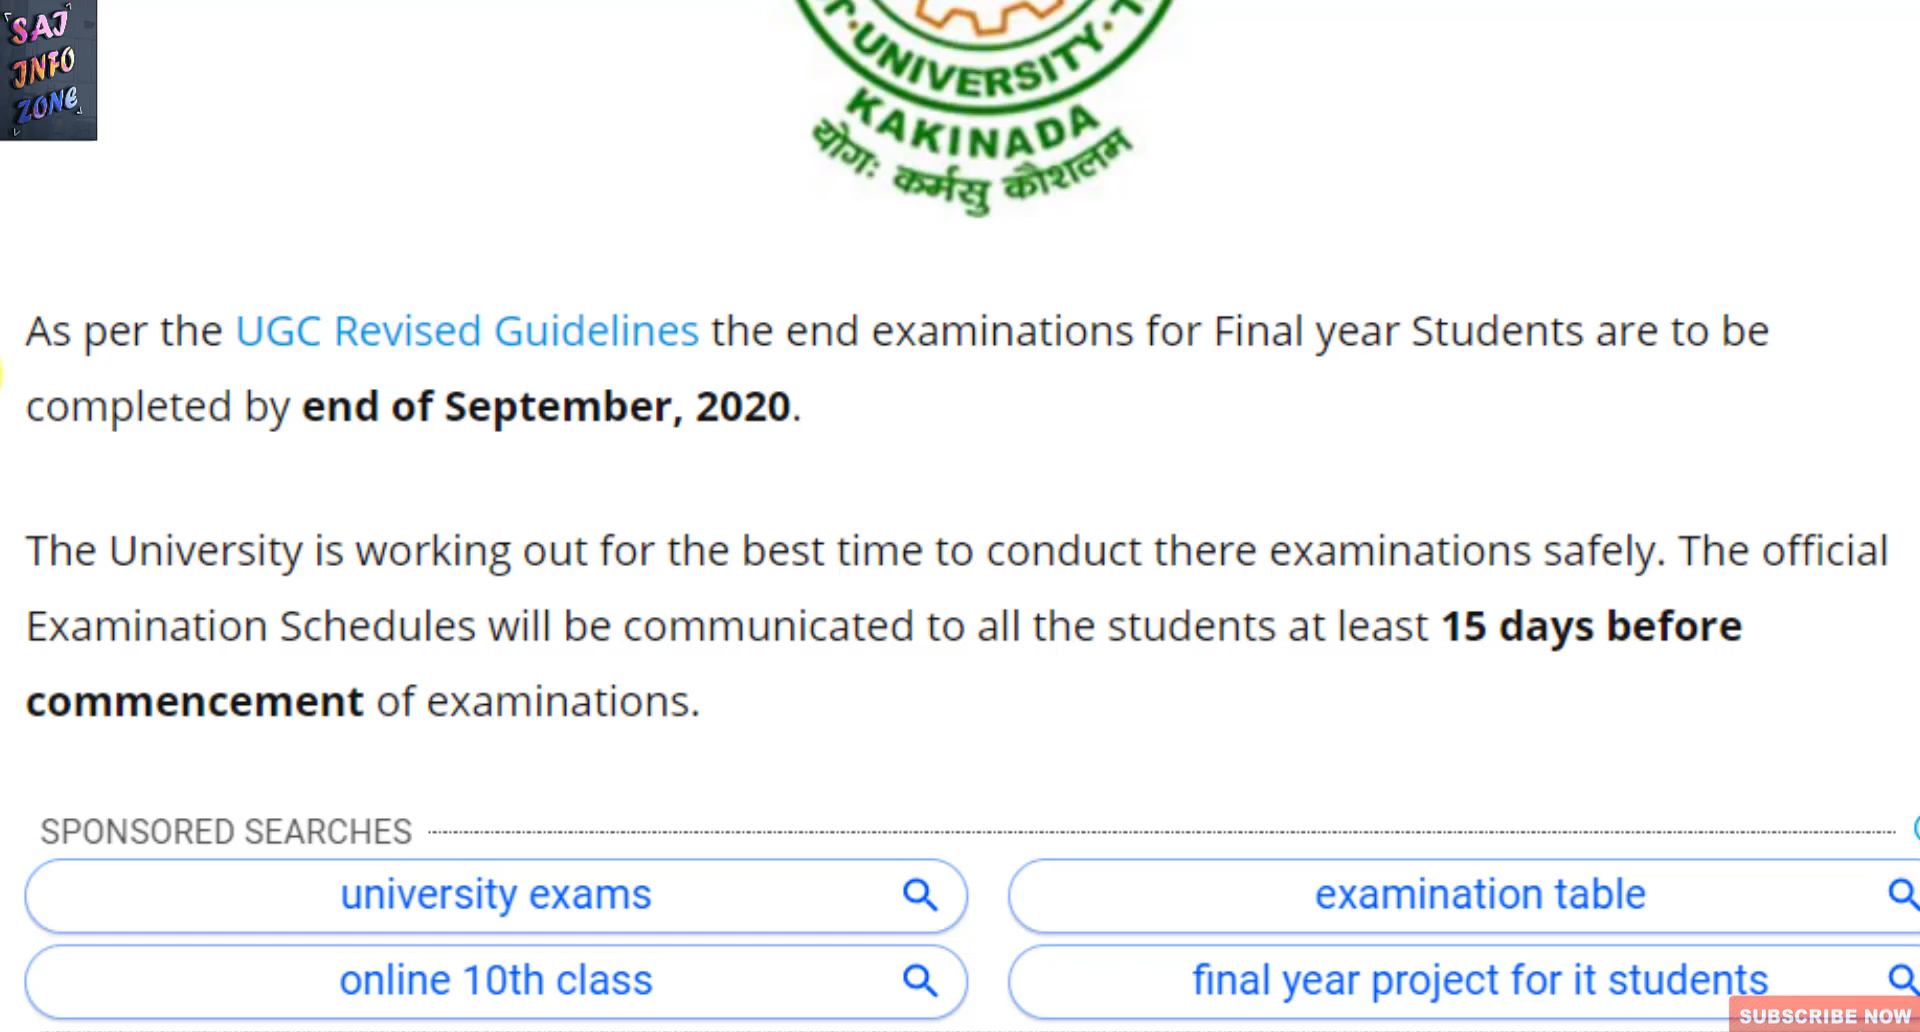 SAJ
INFO
ZONE
UNIVERSITY
KAKINADA
योगः कर्मसु कौशलम
As per the UGC Revised Guidelines the end examinations for Final year Students are to be
completed by end of September, 2020.
The University is working out for the best time to conduct there examinations safely. The official
Examination Schedules will be communicated to all the students at least 15 days before
commencement of examinations.
SPONSORED SEARCHES
university exams
examination table
online 10th class
final year project for it students
SUBSCRIBE NOW